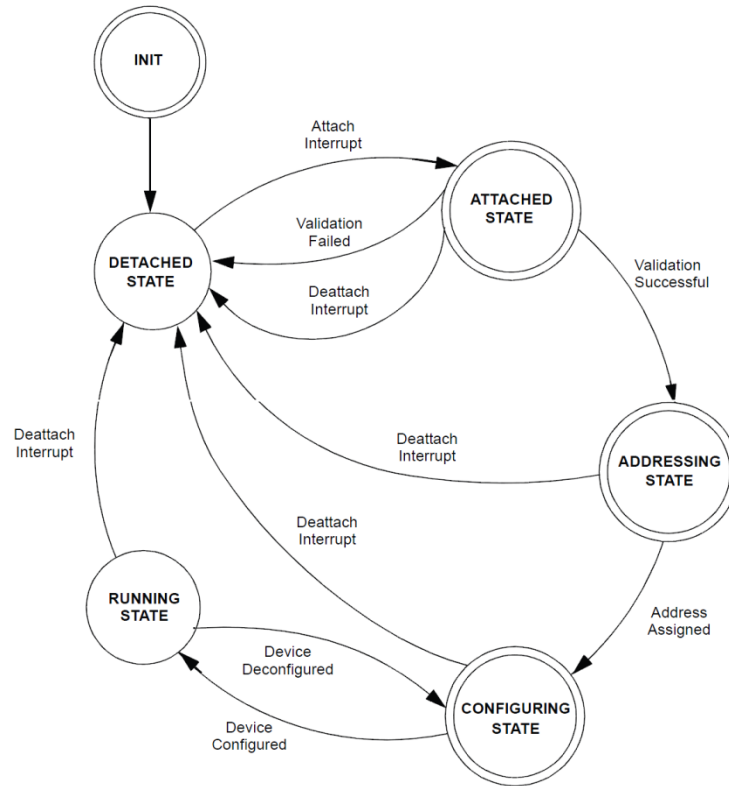 INIT
Attach
Interrupt
ATTACHED
STATE
Validation
Failed
DETACHED
STATE
Validation
Successful
Deattach
Interrupt
Deattach
Interrupt
Deattach
Interrupt
ADDRESSING
STATE
Deattach
Interrupt
RUNNING
STATE
Address
Assigned
Device
Deconfigured
CONFIGURING
STATE
Device
Configured